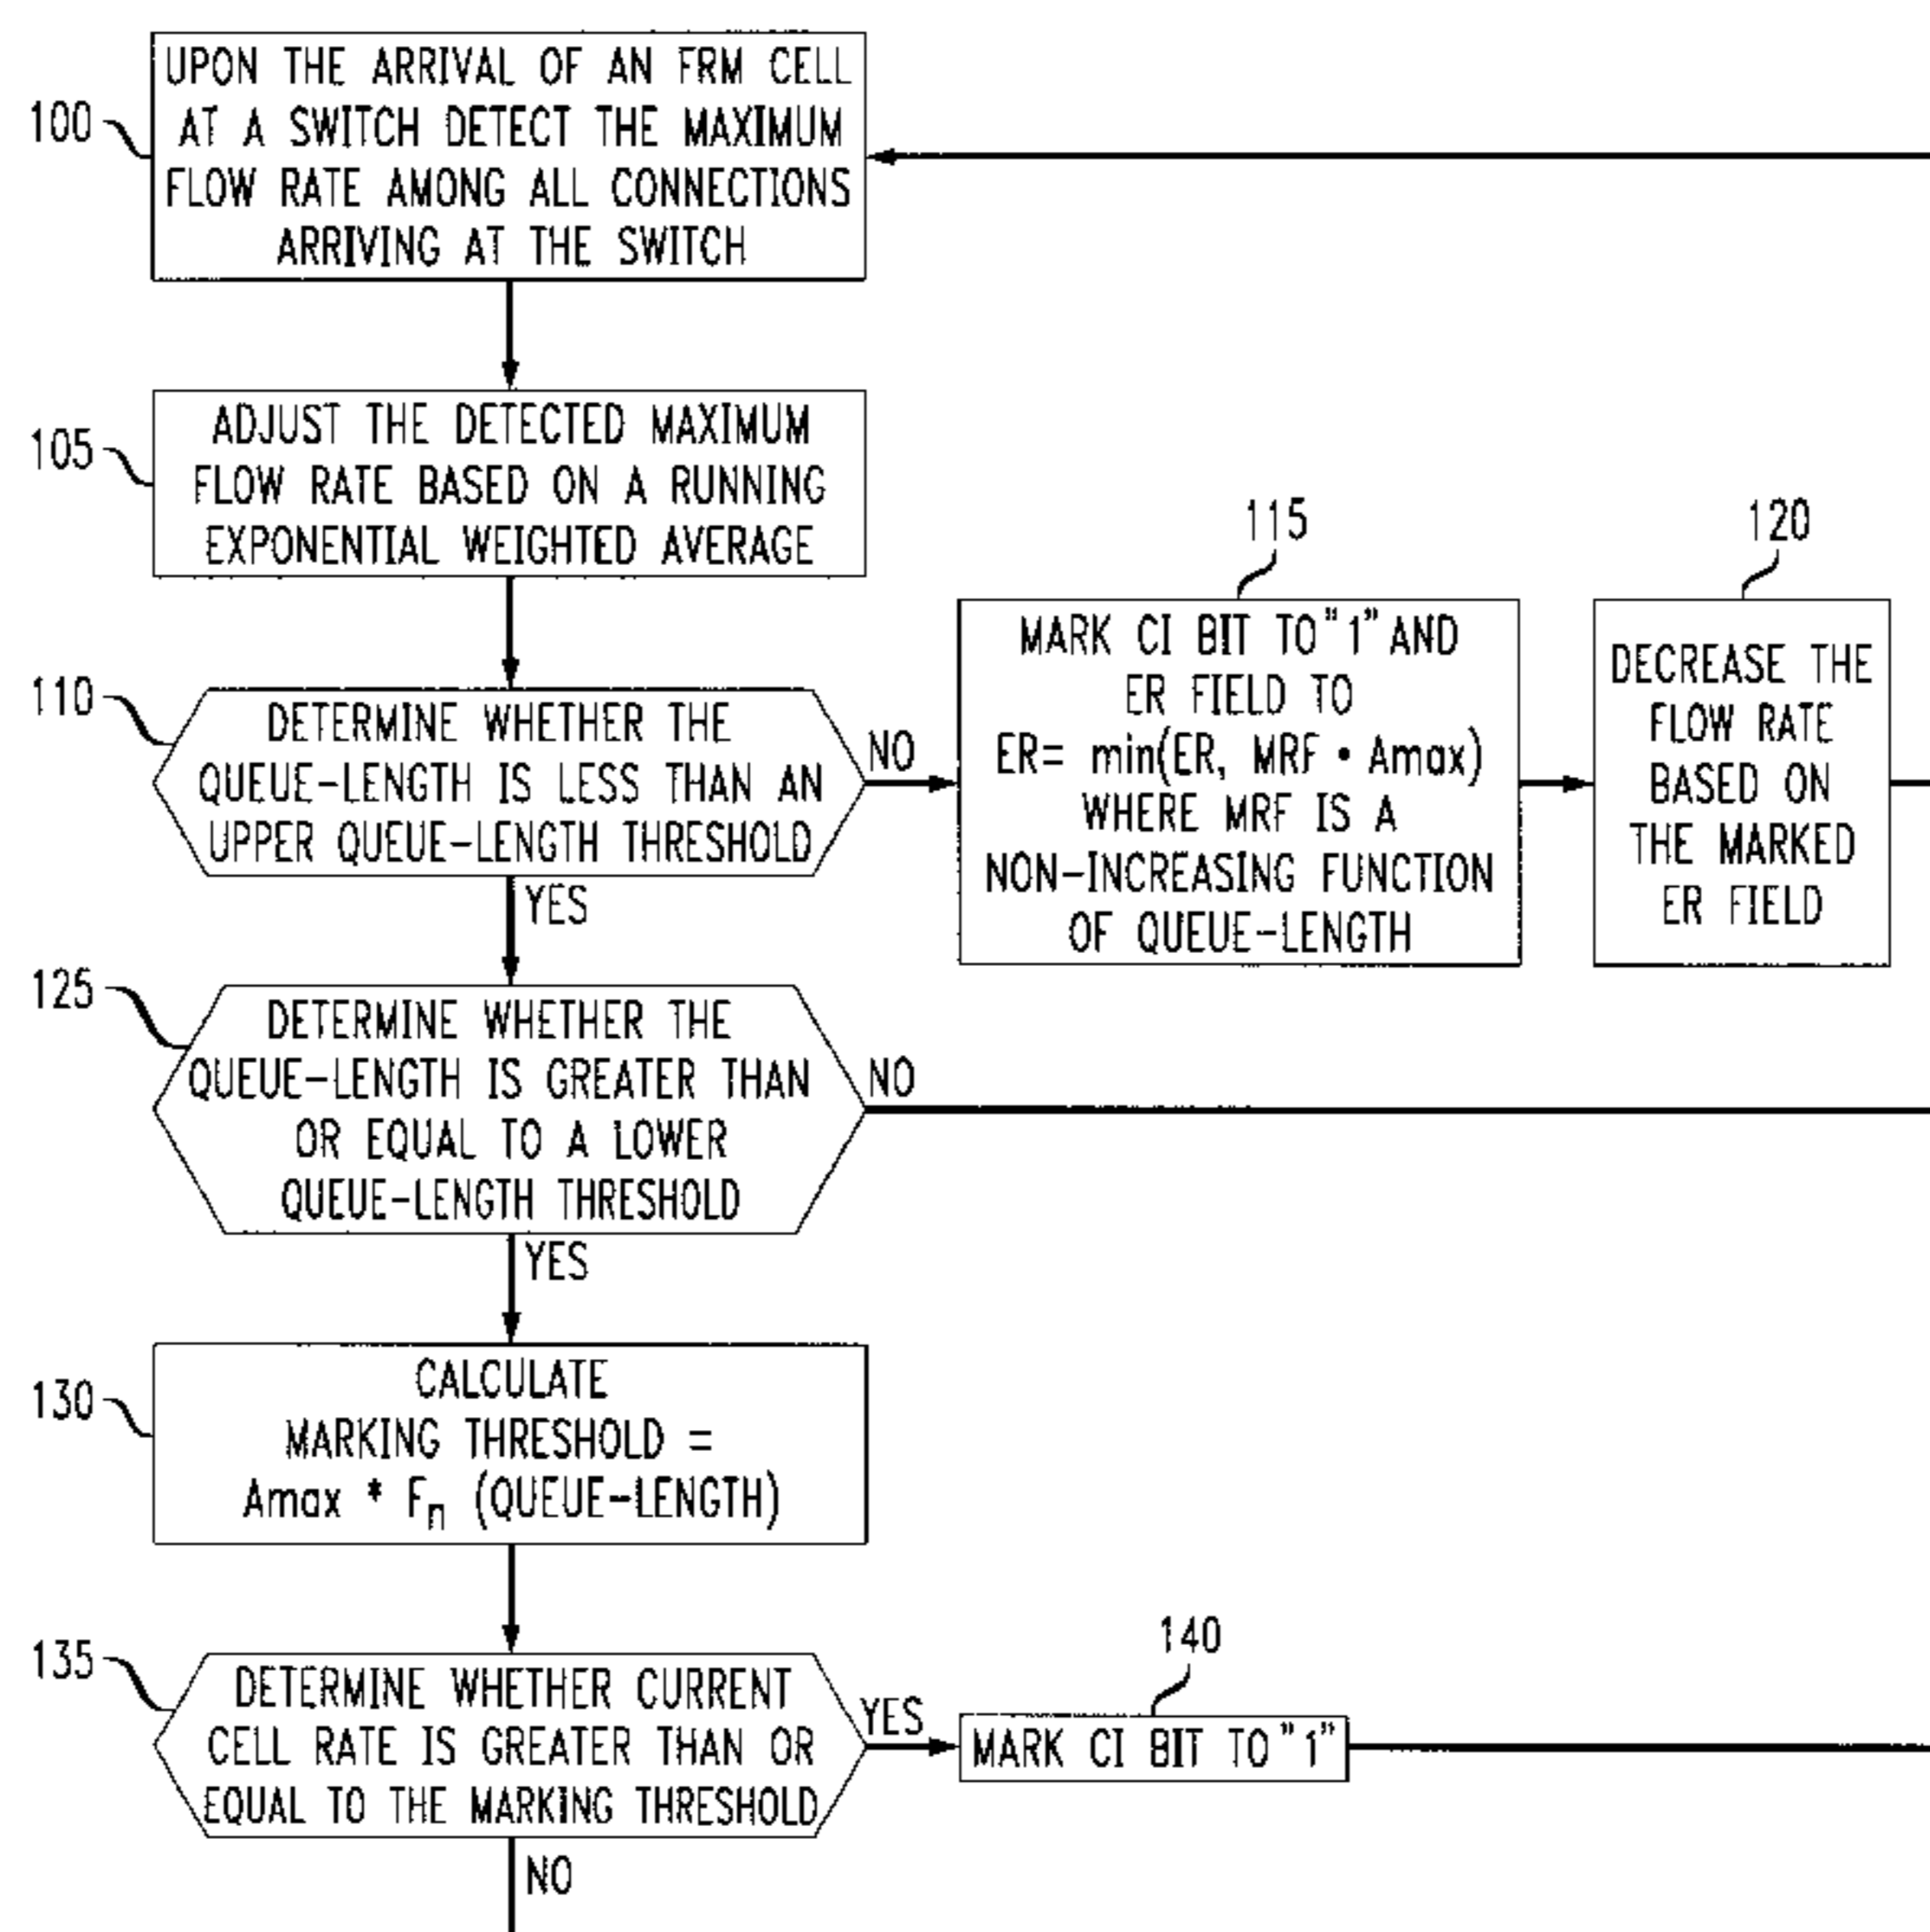 100
UPON THE ARRIVAL OF AN FRM CELL
AT A SWITCH DETECT THE MAXIMUM
FLOW RATE AMONG ALL CONNECTIONS
ARRIVING AT THE SWITCH
105
ADJUST THE DETECTED MAXIMUM
FLOW RATE BASED ON A RUNNING
EXPONENTIAL WEIGHTED AVERAGE
110
DETERMINE WHETHER THE
QUEUE-LENGTH IS LESS THAN AN
UPPER QUEUE-LENGTH THRESHOLD
NO
YES
115
MARK CI BIT TO "1" AND
ER FIELD TO
ER= min(ER, MRF • Amax)
WHERE MRF IS A
NON-INCREASING FUNCTION
OF QUEUE-LENGTH
120
DECREASE THE
FLOW RATE
BASED ON
THE MARKED
ER FIELD
125
DETERMINE WHETHER THE
QUEUE-LENGTH IS GREATER THAN
OR EQUAL TO A LOWER
QUEUE-LENGTH THRESHOLD
NO
YES
130
CALCULATE
MARKING THRESHOLD =
Amax * Fn (QUEUE-LENGTH)
135
DETERMINE WHETHER CURRENT
CELL RATE IS GREATER THAN OR
EQUAL TO THE MARKING THRESHOLD
YES
140
MARK CI BIT TO "1"
NO